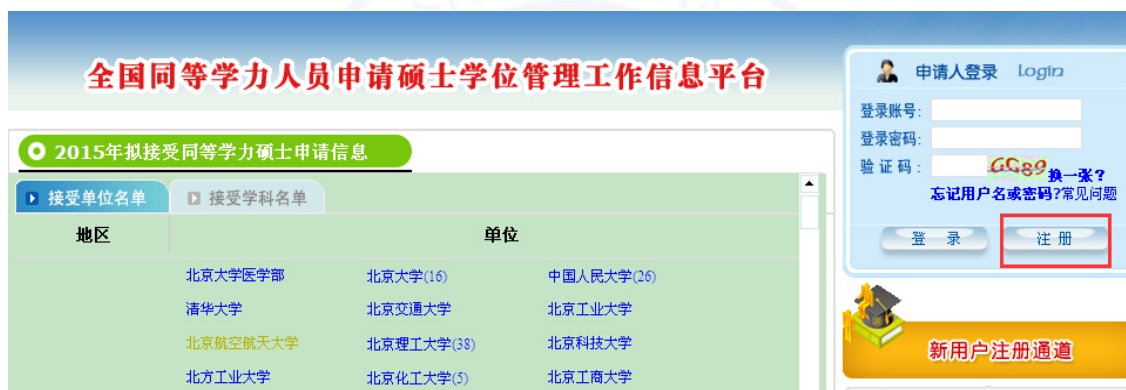 全国同等学力人员申请硕士学位管理工作信息平台
2015年拟接受同等学力硕士申请信息
接受单位名单 接受学科名单
地区 单位
北京大学医学部 北京大学(16) 中国人民大学(26)
清华大学 北京交通大学 北京工业大学
北京航空航天大学 北京理工大学(38) 北京科技大学
北方工业大学 北京化工大学(5) 北京工商大学
申请人登录 Login
登录账号:
登录密码:
验证码: GG89 换一张?
忘记用户名或密码?常见问题
登 录 注 册
新用户注册通道